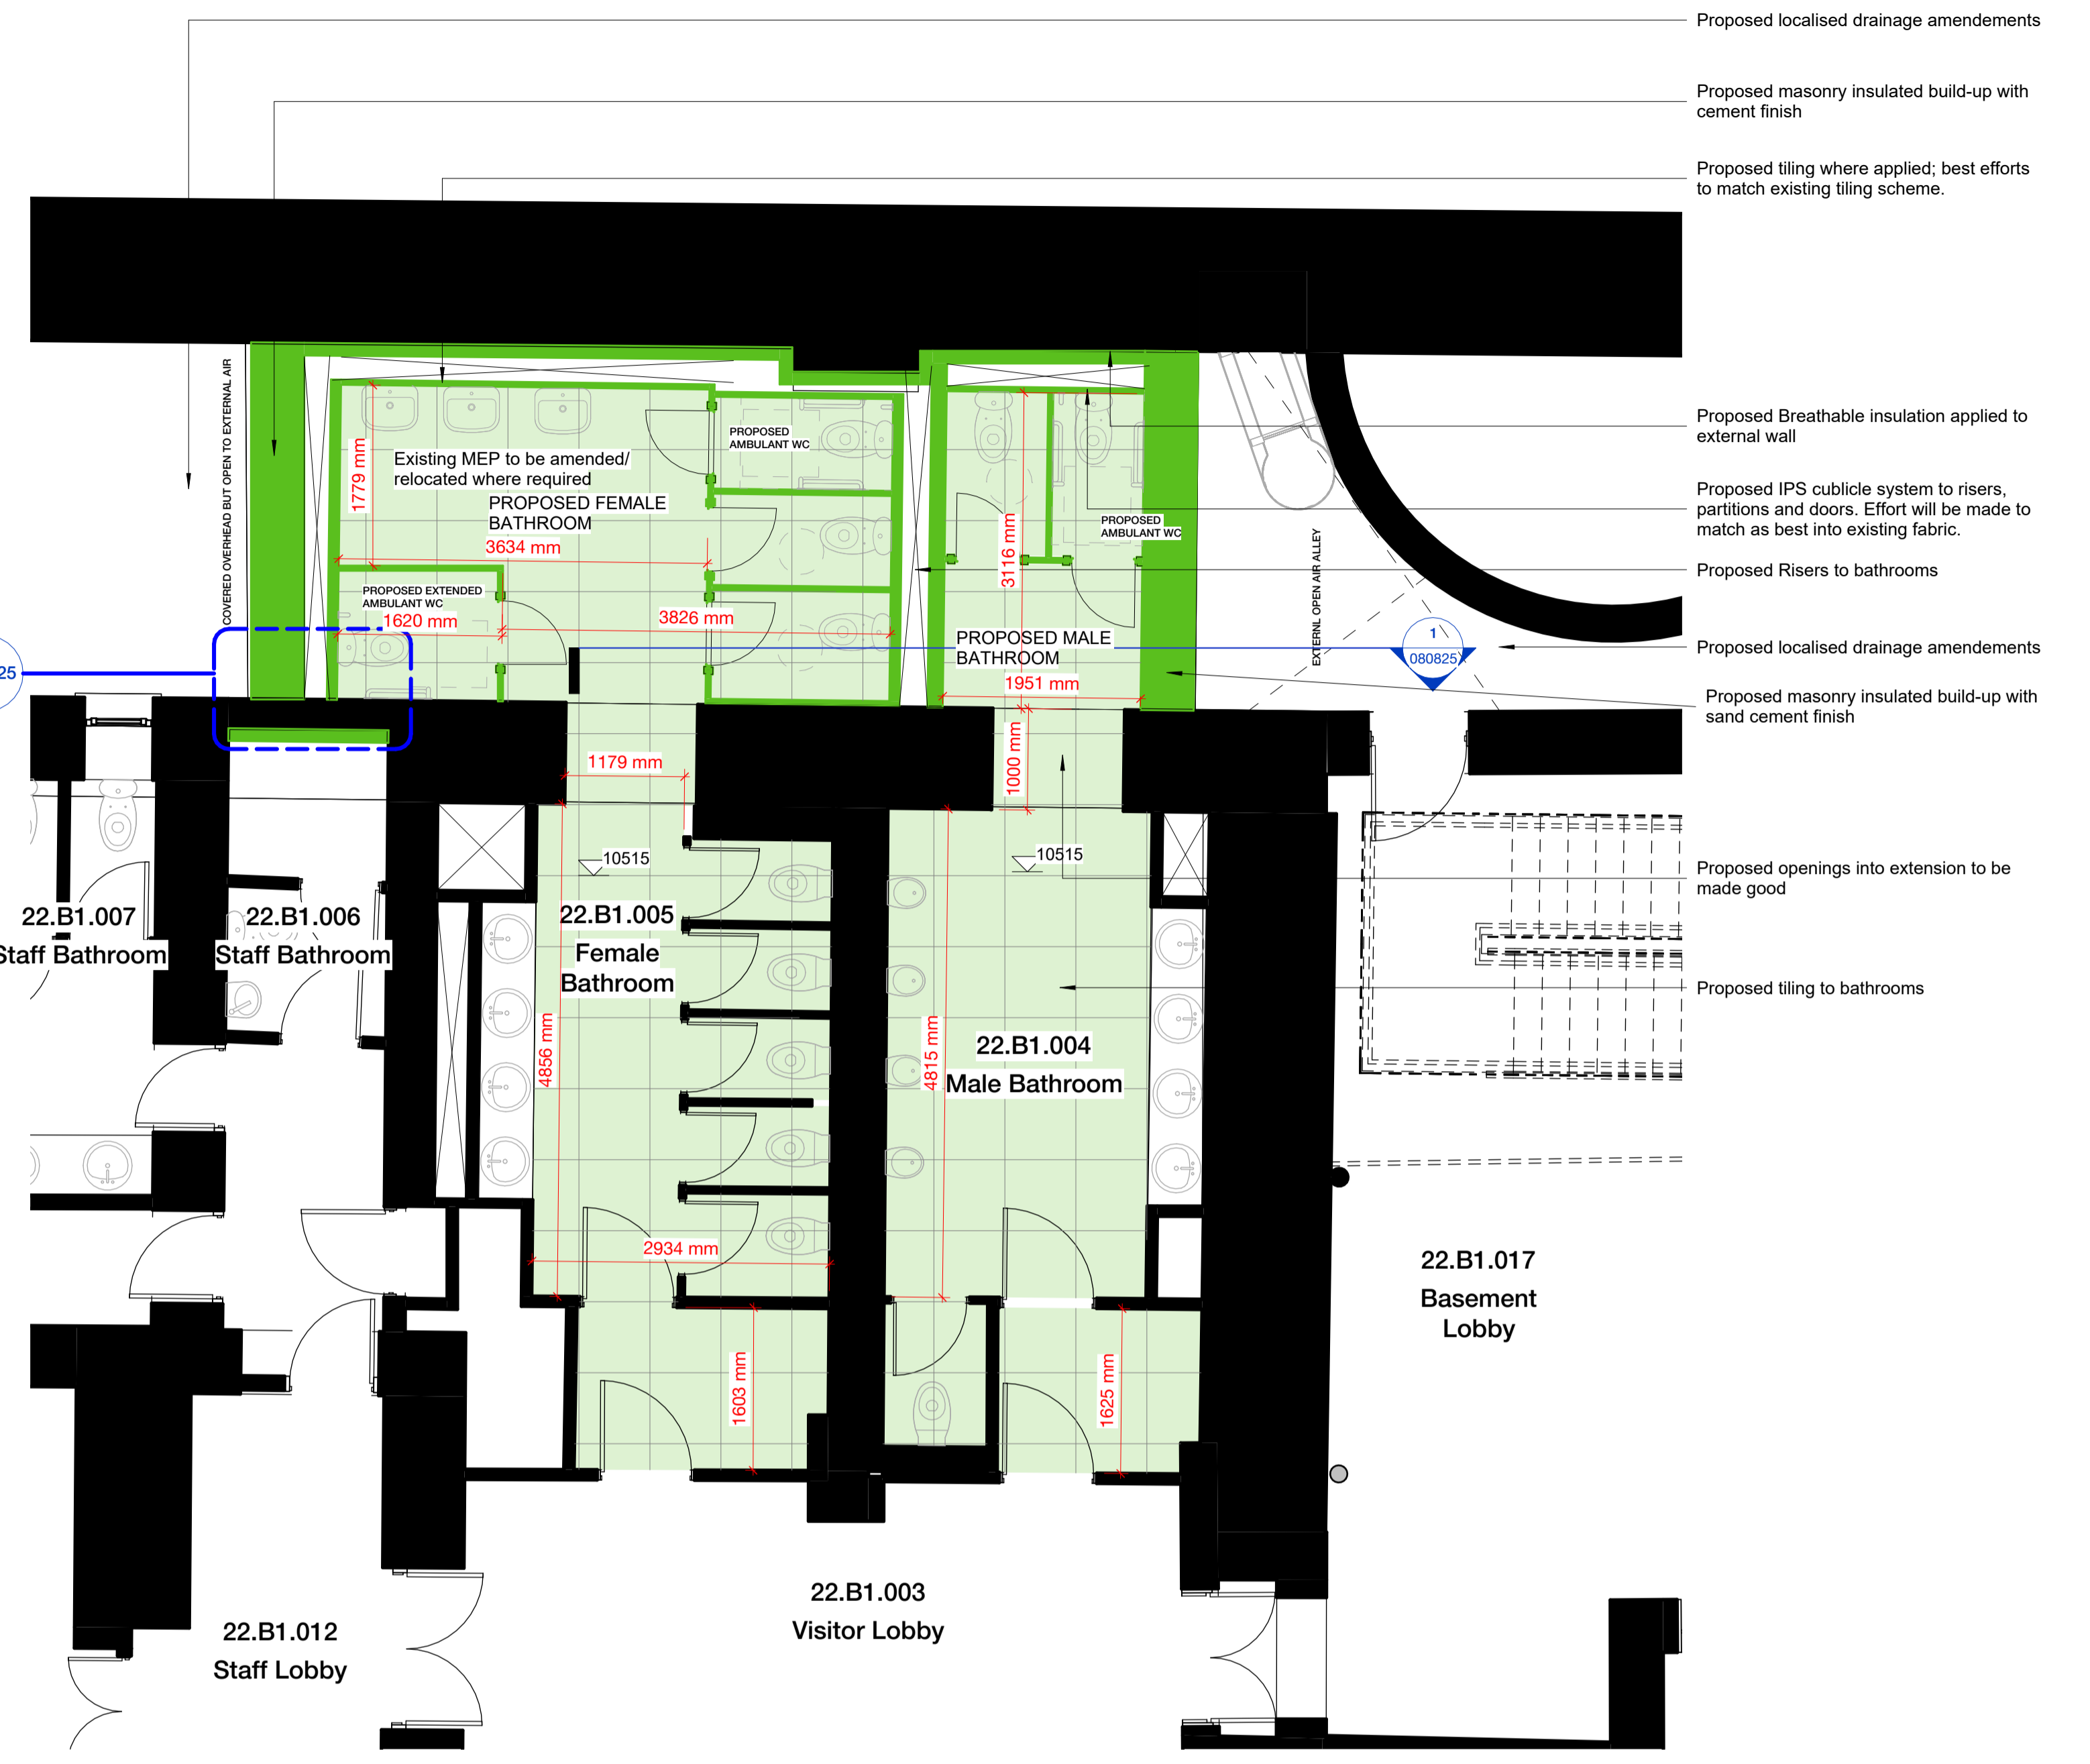 Proposed localised drainage amendements
Proposed masonry insulated build-up with
cement finish
Proposed tiling where applied; best efforts
to match existing tiling scheme.
COVERED OVERHEAD BUT OPEN TO EXTERNAL AIR
1779 mm
Existing MEP to be amended/
relocated where required
PROPOSED FEMALE
BATHROOM
3634 mm
PROPOSED
AMBULANT WC
PROPOSED EXTENDED
AMBULANT WC
1620 mm
3826 mm
3116 mm
PROPOSED
AMBULANT WC
PROPOSED MALE
BATHROOM
1951 mm
EXTERNL OPEN AIR ALLEY
1
080825
25
Proposed Breathable insulation applied to
external wall
Proposed IPS cublicle system to risers,
partitions and doors. Effort will be made to
match as best into existing fabric.
Proposed Risers to bathrooms
Proposed localised drainage amendements
Proposed masonry insulated build-up with
sand cement finish
1179 mm
1000 mm
10515
10515
Proposed openings into extension to be
made good
22.B1.007
Staff Bathroom
22.B1.006
Staff Bathroom
22.B1.005
Female
Bathroom
4856 mm
2934 mm
1603 mm
22.B1.004
Male Bathroom
4815 mm
1625 mm
Proposed tiling to bathrooms
22.B1.017
Basement
Lobby
22.B1.003
Visitor Lobby
22.B1.012
Staff Lobby